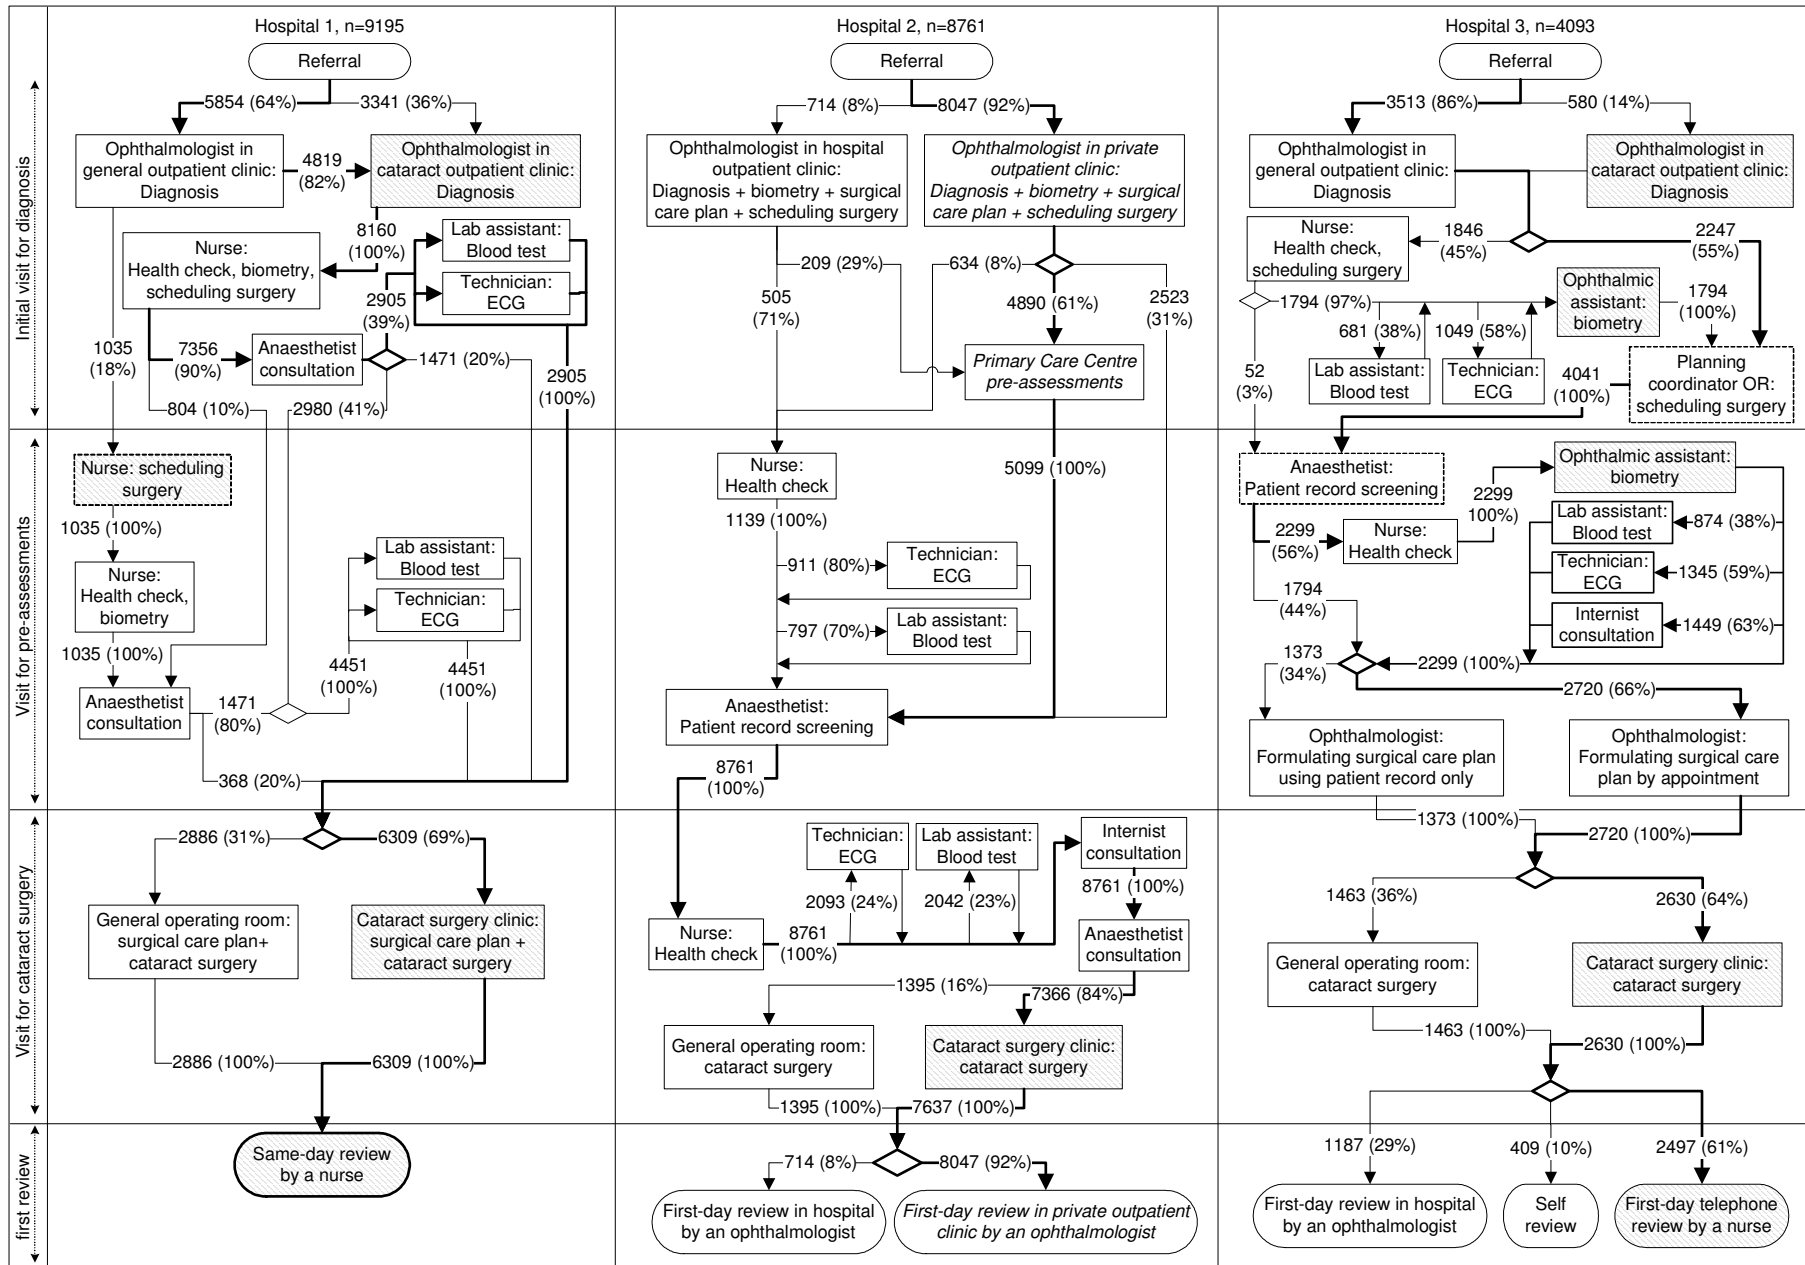 Hospital 1, n=9195
Referral
5854 (64%)
3341 (36%)
Ophthalmologist in
general outpatient clinic:
Diagnosis
4819
(82%)
Ophthalmologist in
cataract outpatient clinic:
Diagnosis
8160
(100%)
Nurse:
Health check, biometry,
scheduling surgery
Lab assistant:
Blood test
Technician:
ECG
2905
(39%)
1035
(18%)
7356
(90%)
Anaesthetist
consultation
1471 (20%)
2905
(100%)
804 (10%)
2980 (41%)
Initial visit for diagnosis
Nurse: scheduling
surgery
1035 (100%)
Nurse:
Health check,
biometry
1035 (100%)
Lab assistant:
Blood test
Technician:
ECG
Anaesthetist
consultation
1471
(80%)
4451
(100%)
4451
(100%)
368 (20%)
Visit for pre-assessments
2886 (31%)
6309 (69%)
General operating room:
surgical care plan+
cataract surgery
Cataract surgery clinic:
surgical care plan +
cataract surgery
2886 (100%)
6309 (100%)
Visit for cataract surgery
Same-day review
by a nurse
first review
Hospital 2, n=8761
Referral
714 (8%)
8047 (92%)
Ophthalmologist in hospital
outpatient clinic:
Diagnosis + biometry + surgical
care plan + scheduling surgery
Ophthalmologist in private
outpatient clinic:
Diagnosis + biometry + surgical
care plan + scheduling surgery
209 (29%)
634 (8%)
505
(71%)
4890 (61%)
2523
(31%)
Primary Care Centre
pre-assessments
Nurse:
Health check
5099 (100%)
1139 (100%)
911 (80%)
Technician:
ECG
797 (70%)
Lab assistant:
Blood test
Anaesthetist:
Patient record screening
8761
(100%)
Technician:
ECG
Lab assistant:
Blood test
Internist
consultation
2093 (24%)
2042 (23%)
8761 (100%)
Nurse:
Health check
8761
(100%)
Anaesthetist
consultation
1395 (16%)
7366 (84%)
General operating room:
cataract surgery
Cataract surgery clinic:
cataract surgery
1395 (100%)
7637 (100%)
714 (8%)
8047 (92%)
First-day review in hospital
by an ophthalmologist
First-day review in private outpatient
clinic by an ophthalmologist
Hospital 3, n=4093
Referral
3513 (86%)
580 (14%)
Ophthalmologist in
general outpatient clinic:
Diagnosis
Ophthalmologist in
cataract outpatient clinic:
Diagnosis
Nurse:
Health check,
scheduling surgery
1846
(45%)
2247
(55%)
1794 (97%)
Ophthalmic
assistant:
biometry
1794
(100%)
681 (38%)
1049 (58%)
52
(3%)
Lab assistant:
Blood test
Technician:
ECG
4041
(100%)
Planning
coordinator OR:
scheduling surgery
Anaesthetist:
Patient record screening
Ophthalmic assistant:
biometry
2299
100%)
2299
(56%)
Nurse:
Health check
Lab assistant:
Blood test
874 (38%)
Technician:
ECG
1345 (59%)
1794
(44%)
Internist
consultation
1449 (63%)
1373
(34%)
2299 (100%)
2720 (66%)
Ophthalmologist:
Formulating surgical care plan
using patient record only
Ophthalmologist:
Formulating surgical care
plan by appointment
1373 (100%)
2720 (100%)
1463 (36%)
2630 (64%)
General operating room:
cataract surgery
Cataract surgery clinic:
cataract surgery
1463 (100%)
2630 (100%)
1187 (29%)
409 (10%)
2497 (61%)
First-day review in hospital
by an ophthalmologist
Self
review
First-day telephone
review by a nurse